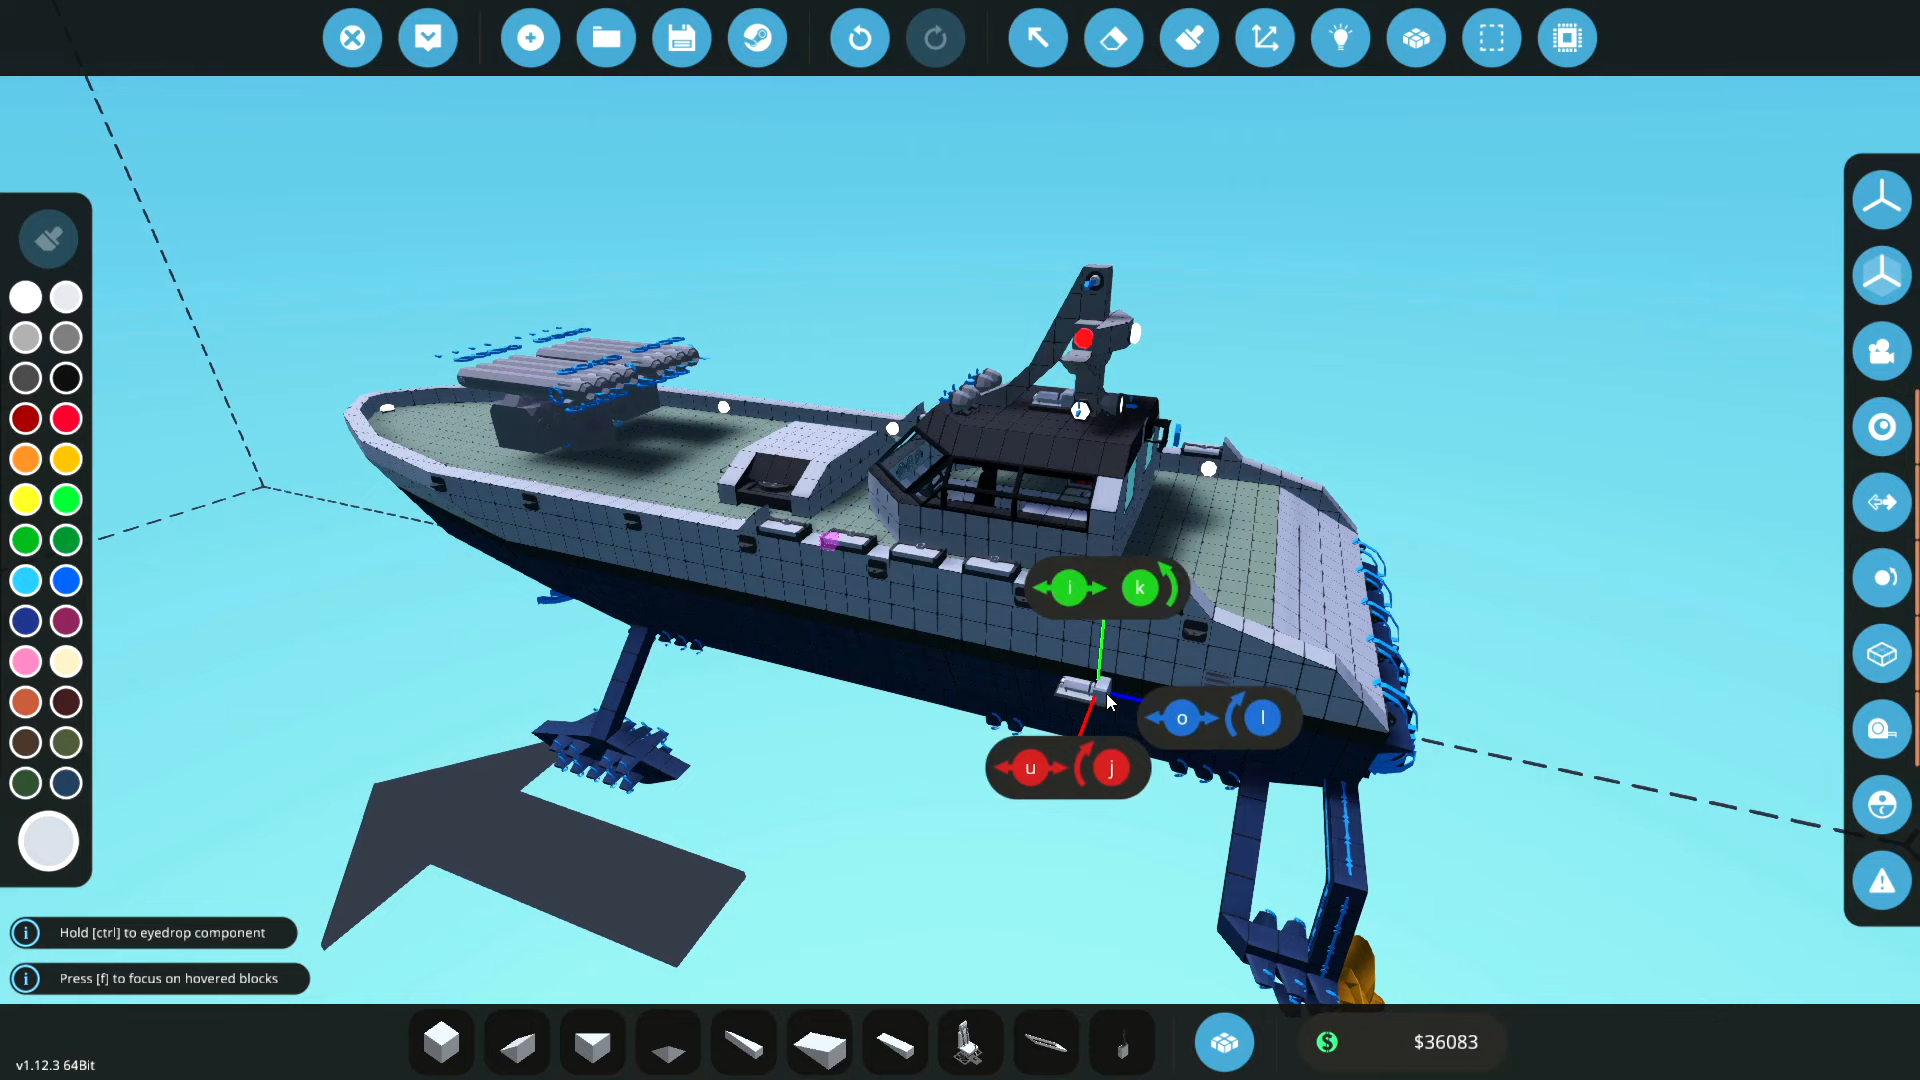 i
k
o
l
u
j
Hold [ctrl] to eyedrop component
Press [f] to focus on hovered blocks
v1.12.3 64Bit
$36083